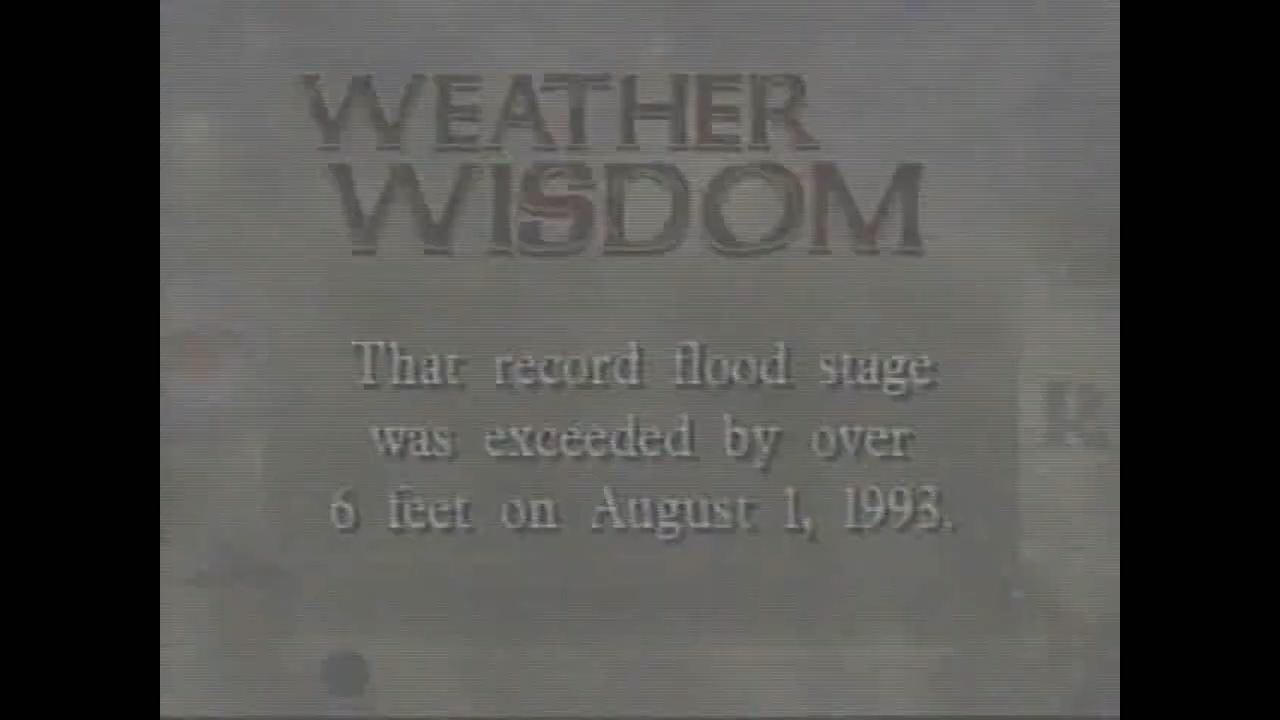 WEATHER
WISDOM
That record flood stage
was exceeded by over
6 feet on August 1, 1993.